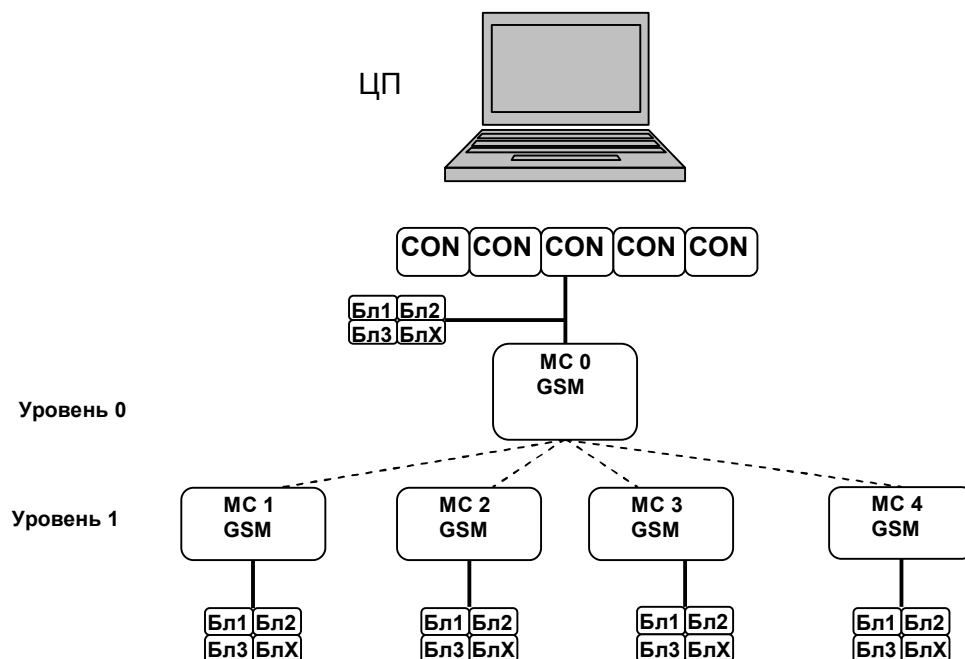 ЦП
CON CON CON CON CON
Бл1 Бл2
Бл3 БлX
МС 0
GSM
Уровень 0
Уровень 1
МС 1
GSM
МС 2
GSM
МС 3
GSM
МС 4
GSM
Бл1 Бл2
Бл3 БлX
Бл1 Бл2
Бл3 БлX
Бл1 Бл2
Бл3 БлX
Бл1 Бл2
Бл3 БлX